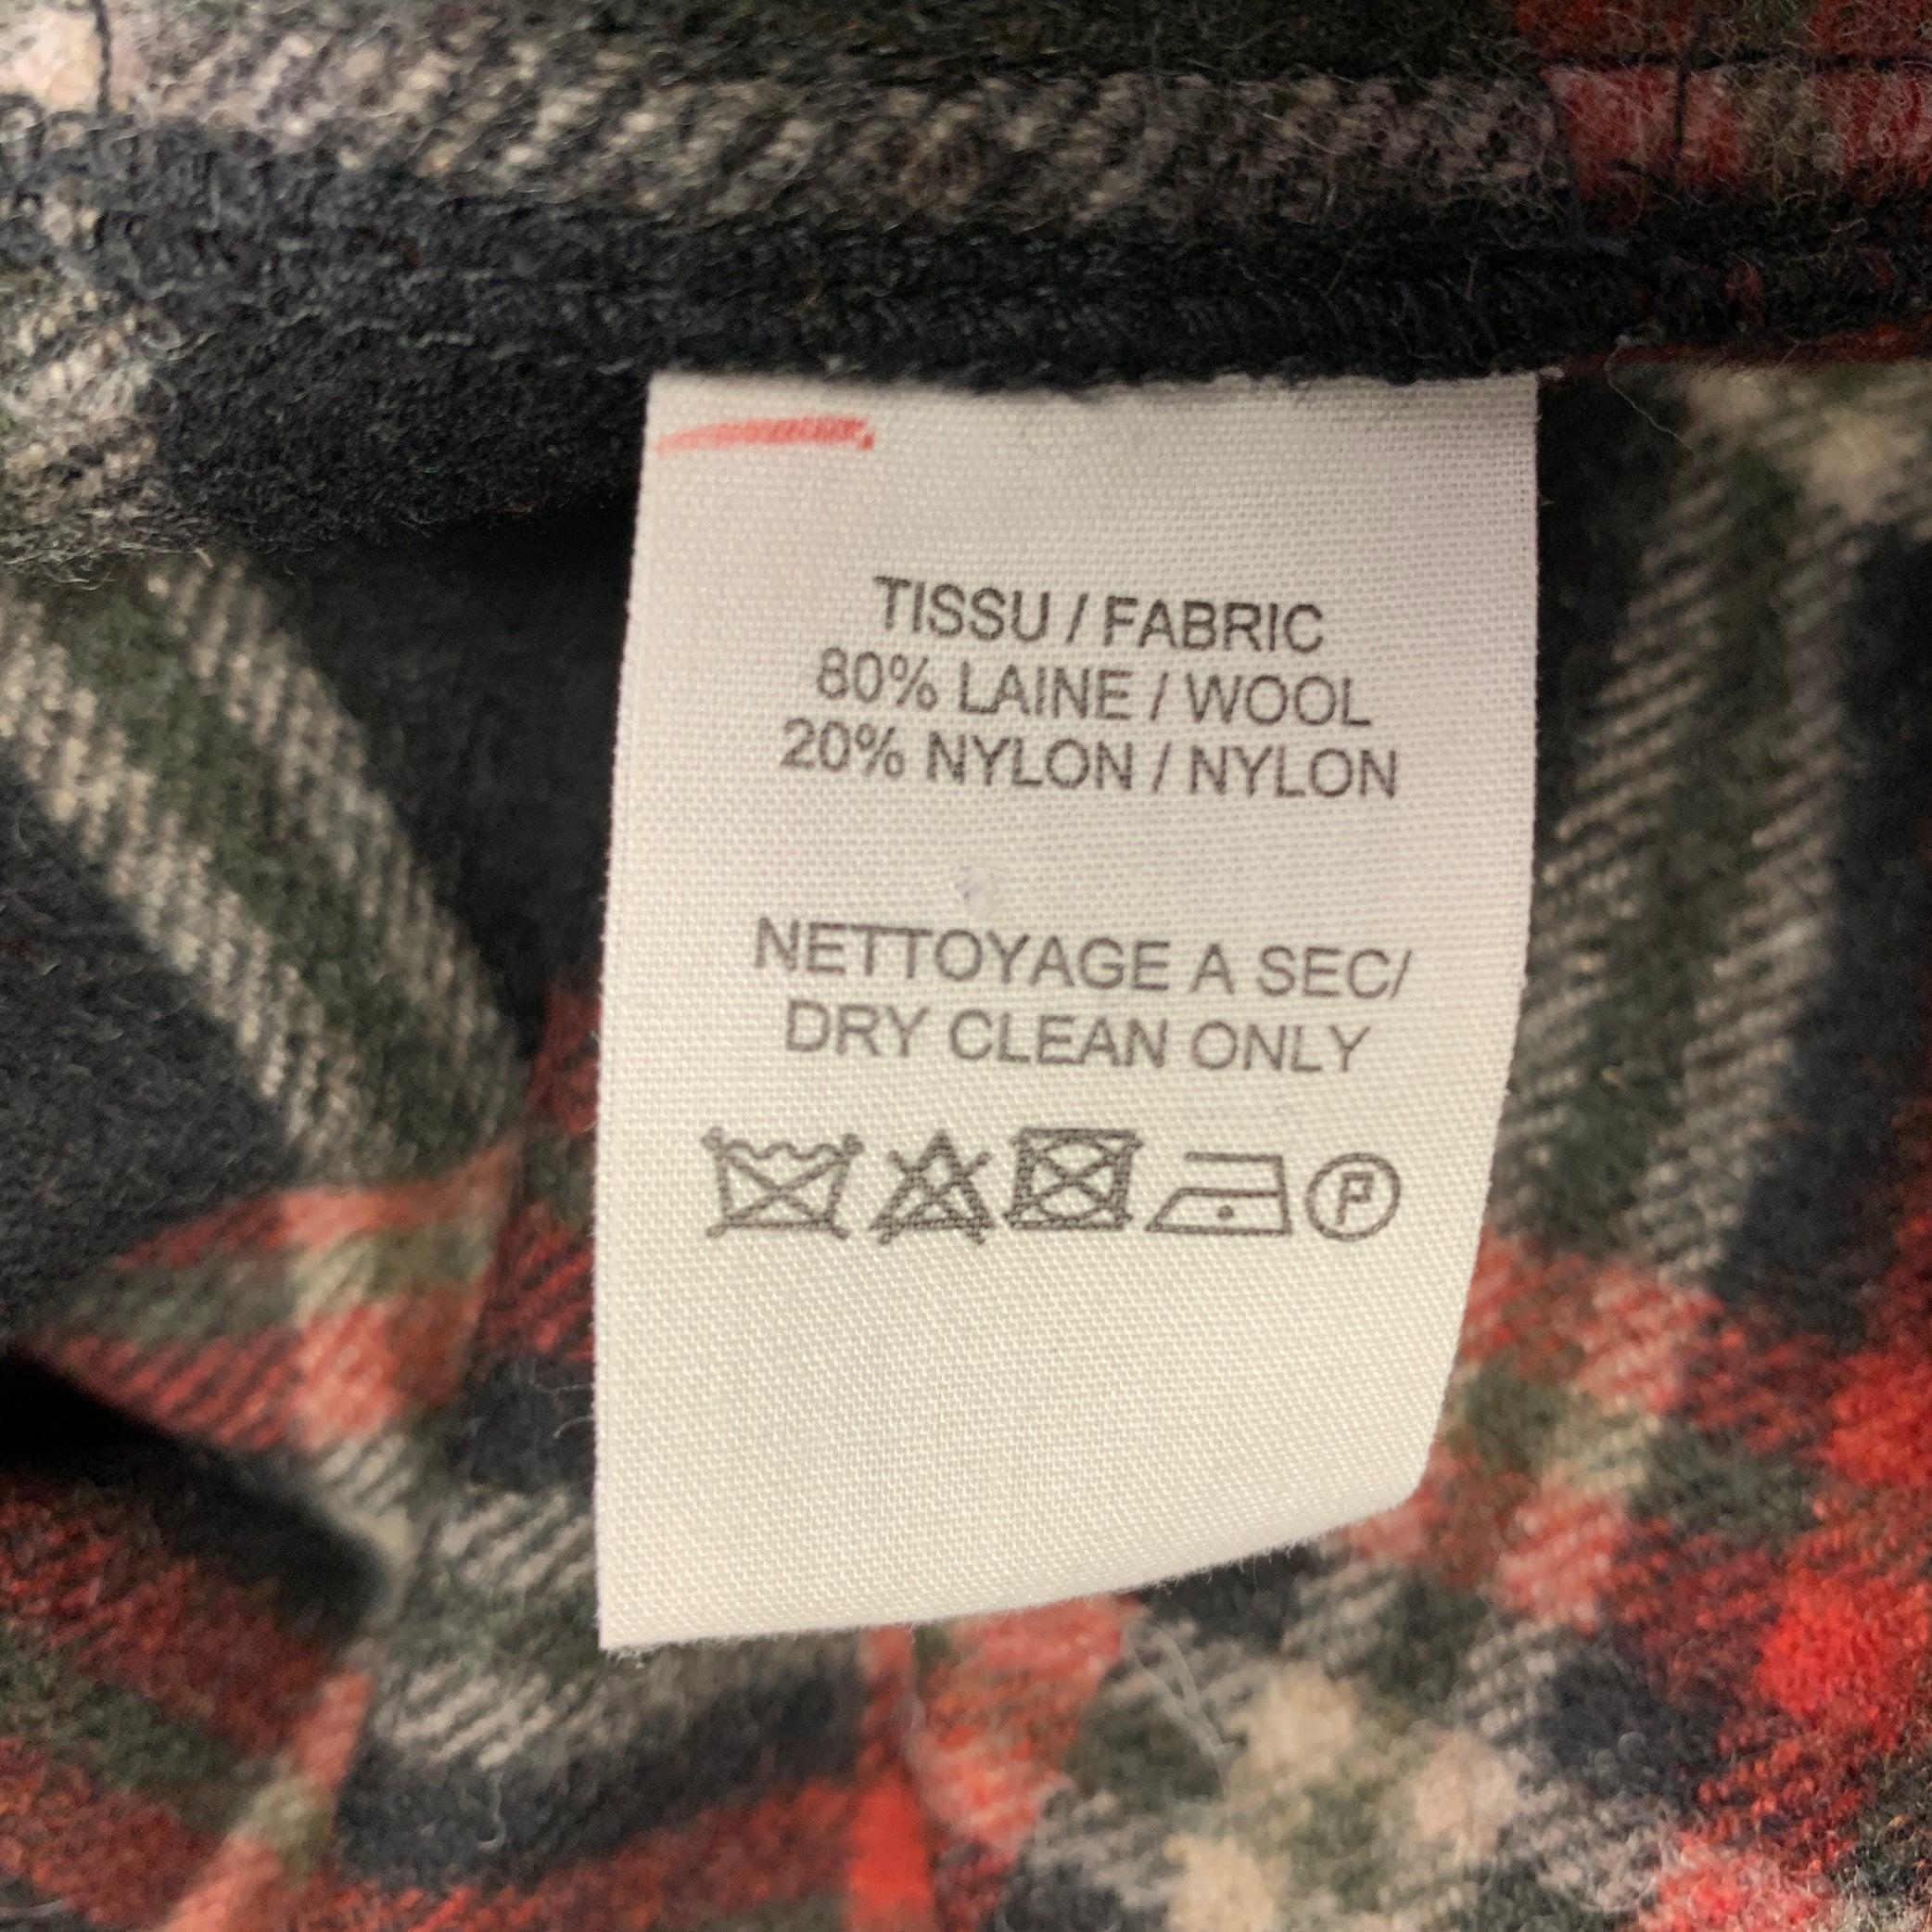 TISSU / FABRIC
80% LAINE / WOOL
20% NYLON / NYLON
NETTOYAGE A SEC/
DRY CLEAN ONLY
P